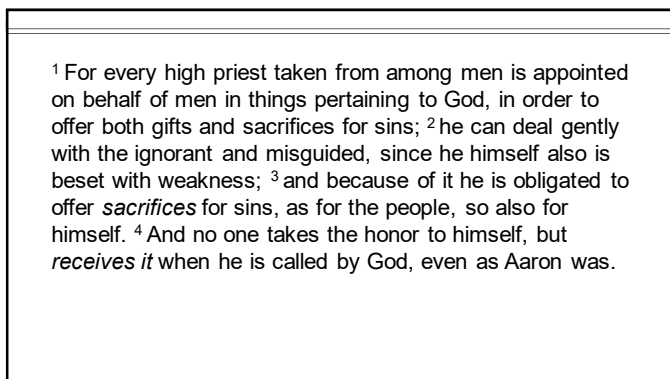 ¹ For every high priest taken from among men is appointed
on behalf of men in things pertaining to God, in order to
offer both gifts and sacrifices for sins; ² he can deal gently
with the ignorant and misguided, since he himself also is
beset with weakness; ³ and because of it he is obligated to
offer sacrifices for sins, as for the people, so also for
himself. ⁴ And no one takes the honor to himself, but
receives it when he is called by God, even as Aaron was.